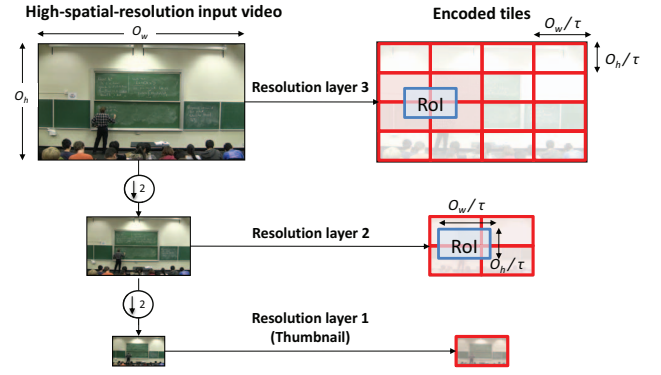 High-spatial-resolution input video
Encoded tiles
O_w
O_w/τ
O_h
O_h/τ
Resolution layer 3
RoI
↓2
O_w/τ
Resolution layer 2
RoI
O_h/τ
↓2
Resolution layer 1
(Thumbnail)